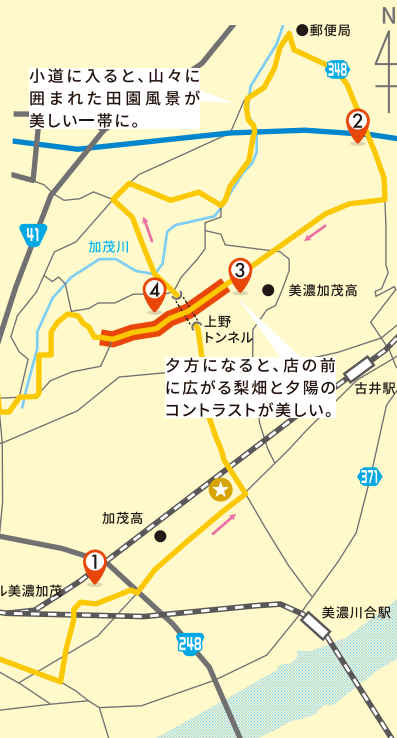 N
郵便局
348
小道に入ると、山々に
囲まれた田園風景が
美しい一帯に。
2
41
加茂川
3
4
美濃加茂高
上野
トンネル
夕方になると、店の前
に広がる梨畑と夕陽の
コントラストが美しい。
古井駅
371
加茂高
1
ル美濃加茂
美濃川合駅
248